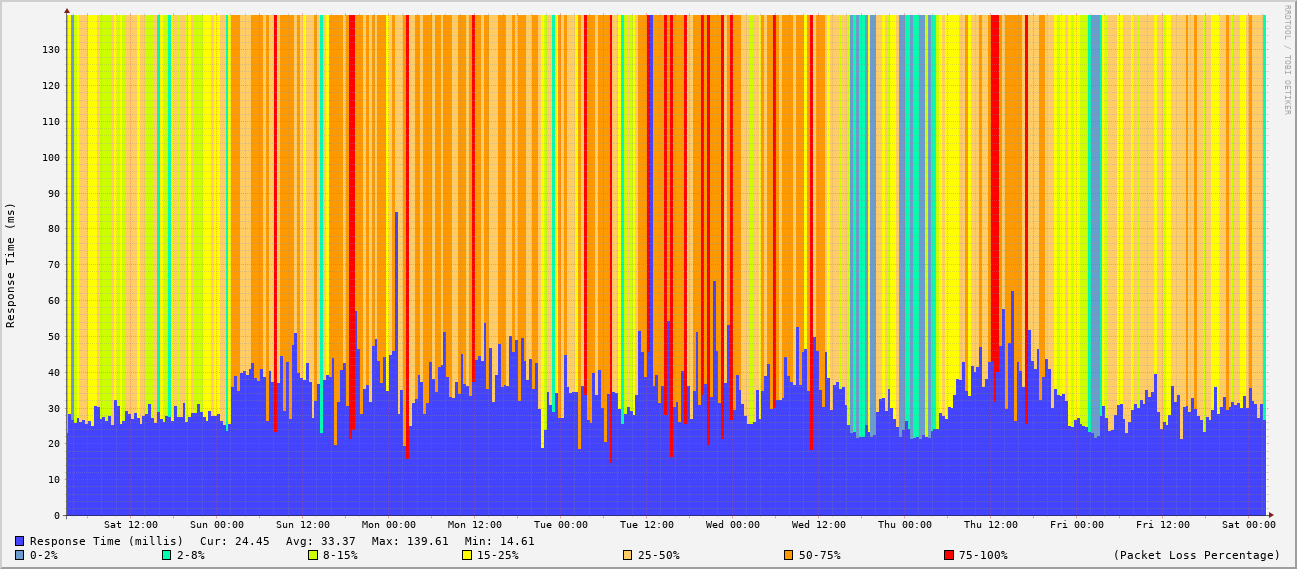 RRDTOOL / TOBI OETIKER
Response Time (ms)
130
120
110
100
90
80
70
60
50
40
30
20
10
0
Sat 12:00 Sun 00:00 Sun 12:00 Mon 00:00 Mon 12:00 Tue 00:00 Tue 12:00 Wed 00:00 Wed 12:00 Thu 00:00 Thu 12:00 Fri 00:00 Fri 12:00 Sat 00:00
Response Time (millis) Cur: 24.45 Avg: 33.37 Max: 139.61 Min: 14.61
0-2% 2-8% 8-15% 15-25% 25-50% 50-75% 75-100% (Packet Loss Percentage)